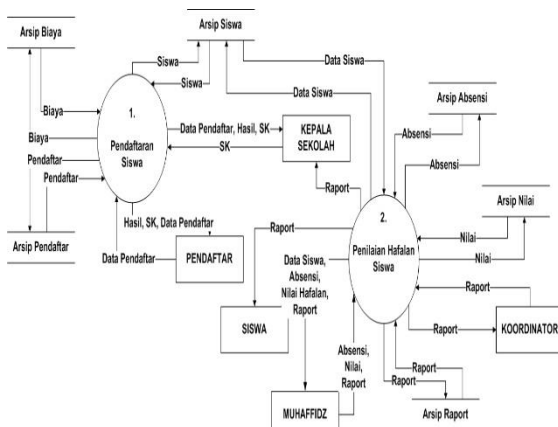 Arsip Biaya
Arsip Siswa
Siswa
Siswa
Data Siswa
Data Siswa
Arsip Absensi
Absensi
Absensi
Biaya
Biaya
Pendaftar
Pendaftar
1.
Pendaftaran
Siswa
Data Pendaftar, Hasil, SK
SK
KEPALA
SEKOLAH
Raport
Arsip Nilai
Nilai
Nilai
2.
Penilaian Hafalan
Siswa
Hasil, SK, Data Pendaftar
Arsip Pendaftar
Data Pendaftar
PENDAFTAR
Raport
Data Siswa,
Absensi,
Nilai Hafalan,
Raport
SISWA
Raport
Raport
KOORDINATOR
Absensi,
Nilai,
Raport
MUHAFFIDZ
Raport
Raport
Arsip Raport